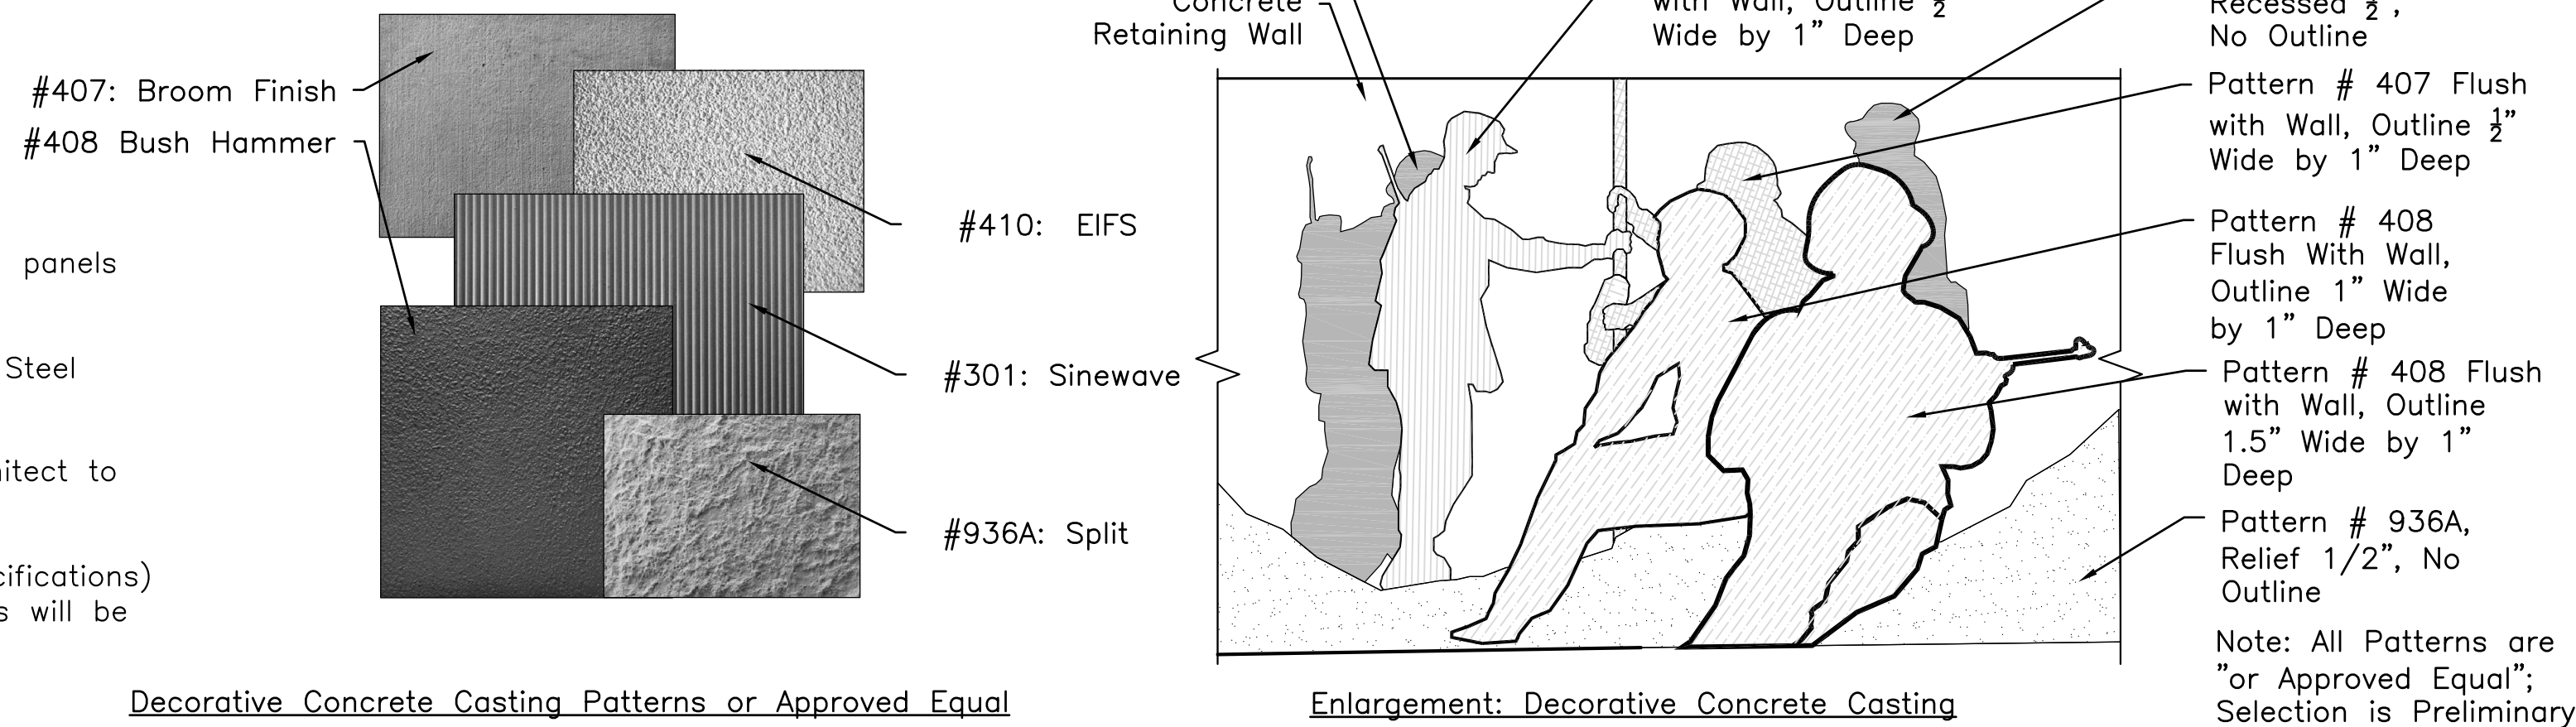 #407: Broom Finish
#408 Bush Hammer
panels
Steel
to
will be
#410: EIFS
#301: Sinewave
#936A: Split
Decorative Concrete Casting Patterns or Approved Equal
Concrete
Retaining Wall
with Wall, Outline ½
Wide by 1” Deep
Recessed ½”,
No Outline
Pattern # 407 Flush
with Wall, Outline ½”
Wide by 1” Deep
Pattern # 408
Flush With Wall,
Outline 1” Wide
by 1” Deep
Pattern # 408 Flush
with Wall, Outline
1.5” Wide by 1”
Deep
Pattern # 936A,
Relief 1/2”, No
Outline
Note: All Patterns are
”or Approved Equal”;
Selection is Preliminary
Enlargement: Decorative Concrete Casting